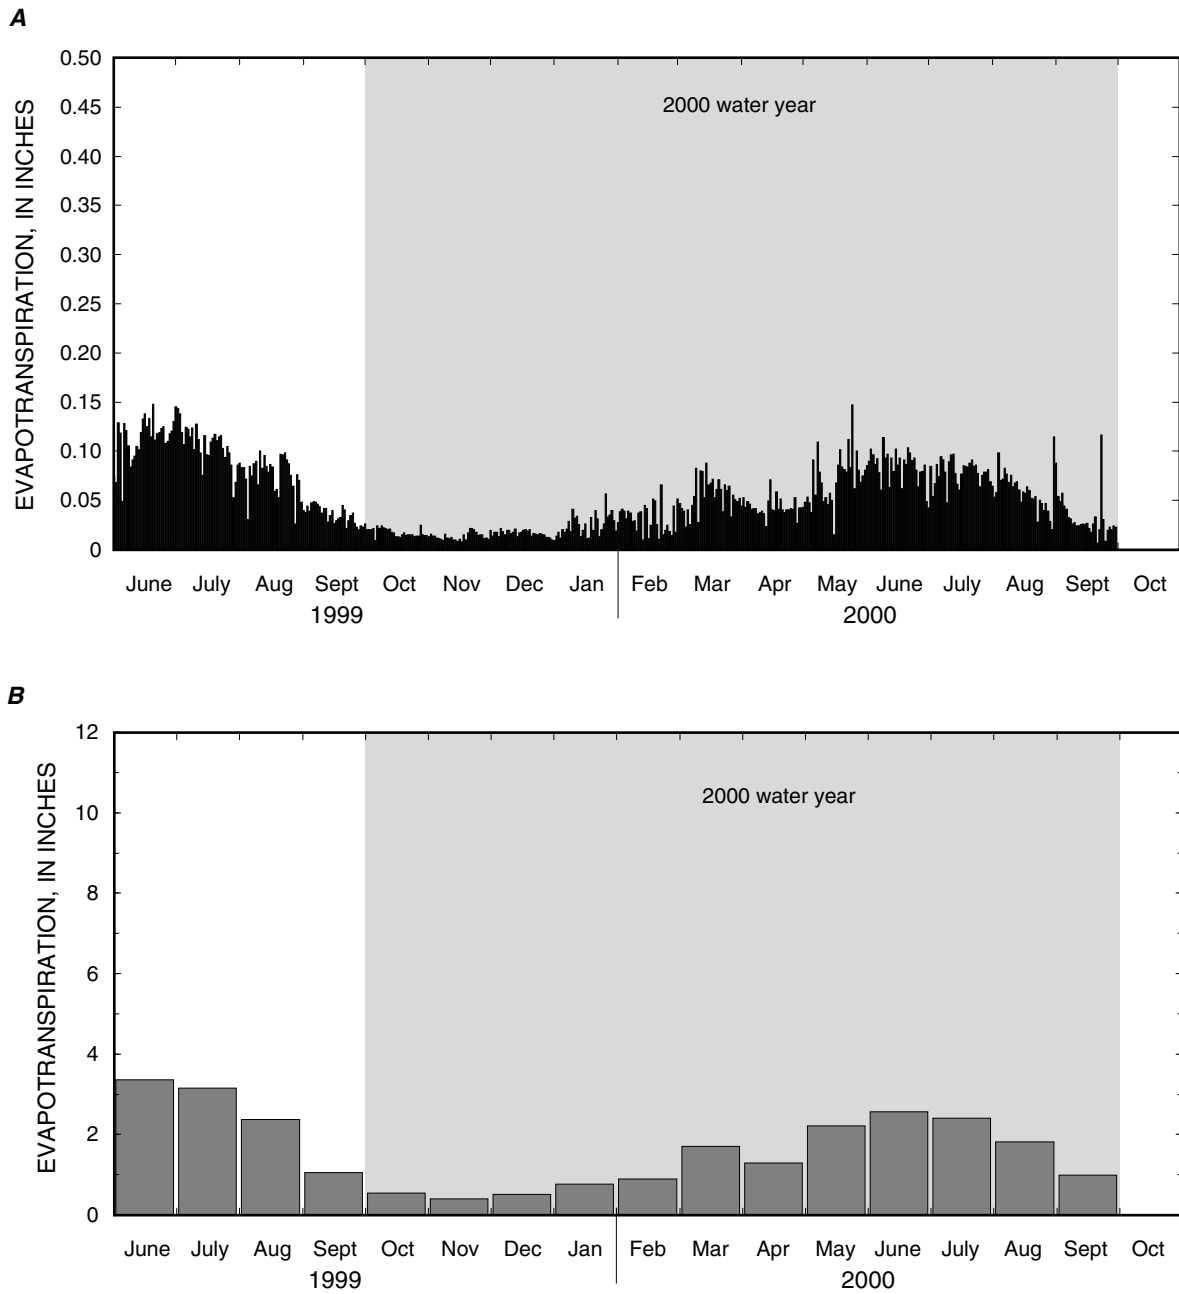 A
EVAPOTRANSPIRATION, IN INCHES
0.50
0.45
0.40
0.35
0.30
0.25
0.20
0.15
0.10
0.05
0
2000 water year
June July Aug Sept Oct Nov Dec Jan Feb Mar Apr May June July Aug Sept Oct
1999 2000
B
EVAPOTRANSPIRATION, IN INCHES
12
10
8
6
4
2
0
2000 water year
June July Aug Sept Oct Nov Dec Jan Feb Mar Apr May June July Aug Sept Oct
1999 2000